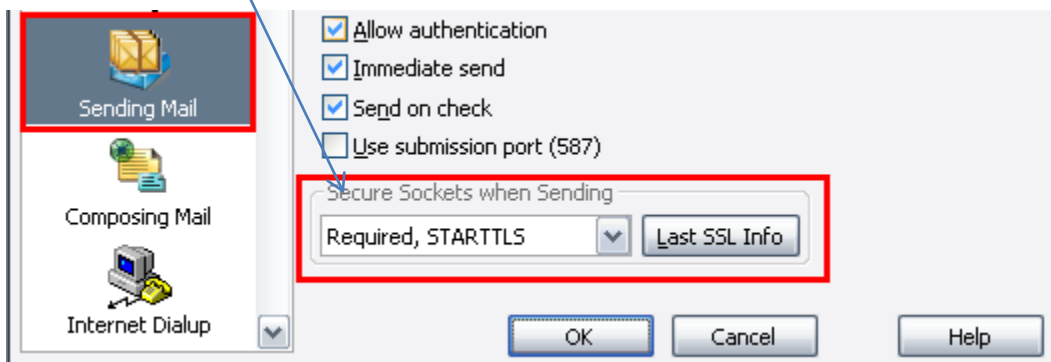 Sending Mail
Composing Mail
Internet Dialup
Allow authentication
Immediate send
Send on check
Use submission port (587)
Secure Sockets when Sending
Required, STARTTLS
Last SSL Info
OK
Cancel
Help